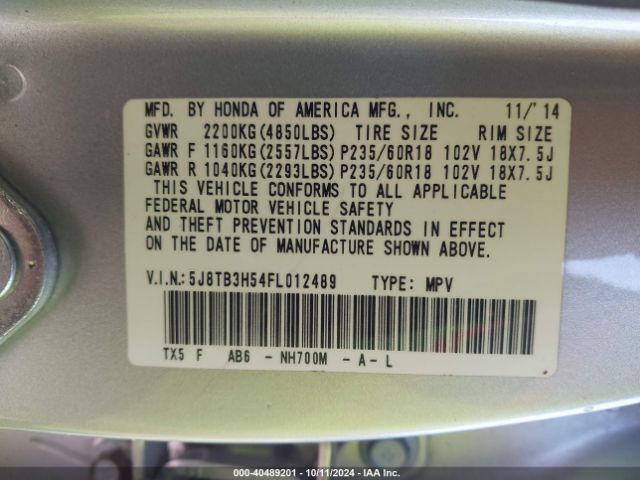 MFD. BY HONDA OF AMERICA MFG., INC. 11/'14
GVWR 2200KG(4850LBS) TIRE SIZE RIM SIZE
GAWR F 1160KG(2557LBS) P235/60R18 102V 18X7.5J
GAWR R 1040KG(2293LBS) P235/60R18 102V 18X7.5J
THIS VEHICLE CONFORMS TO ALL APPLICABLE
FEDERAL MOTOR VEHICLE SAFETY
AND THEFT PREVENTION STANDARDS IN EFFECT
ON THE DATE OF MANUFACTURE SHOWN ABOVE.
V.I.N.:5J8TB3H54FL012489 TYPE: MPV
TX5 F AB6 - NH700M - A - L
000-40489201 - 10/11/2024 - IAA Inc.